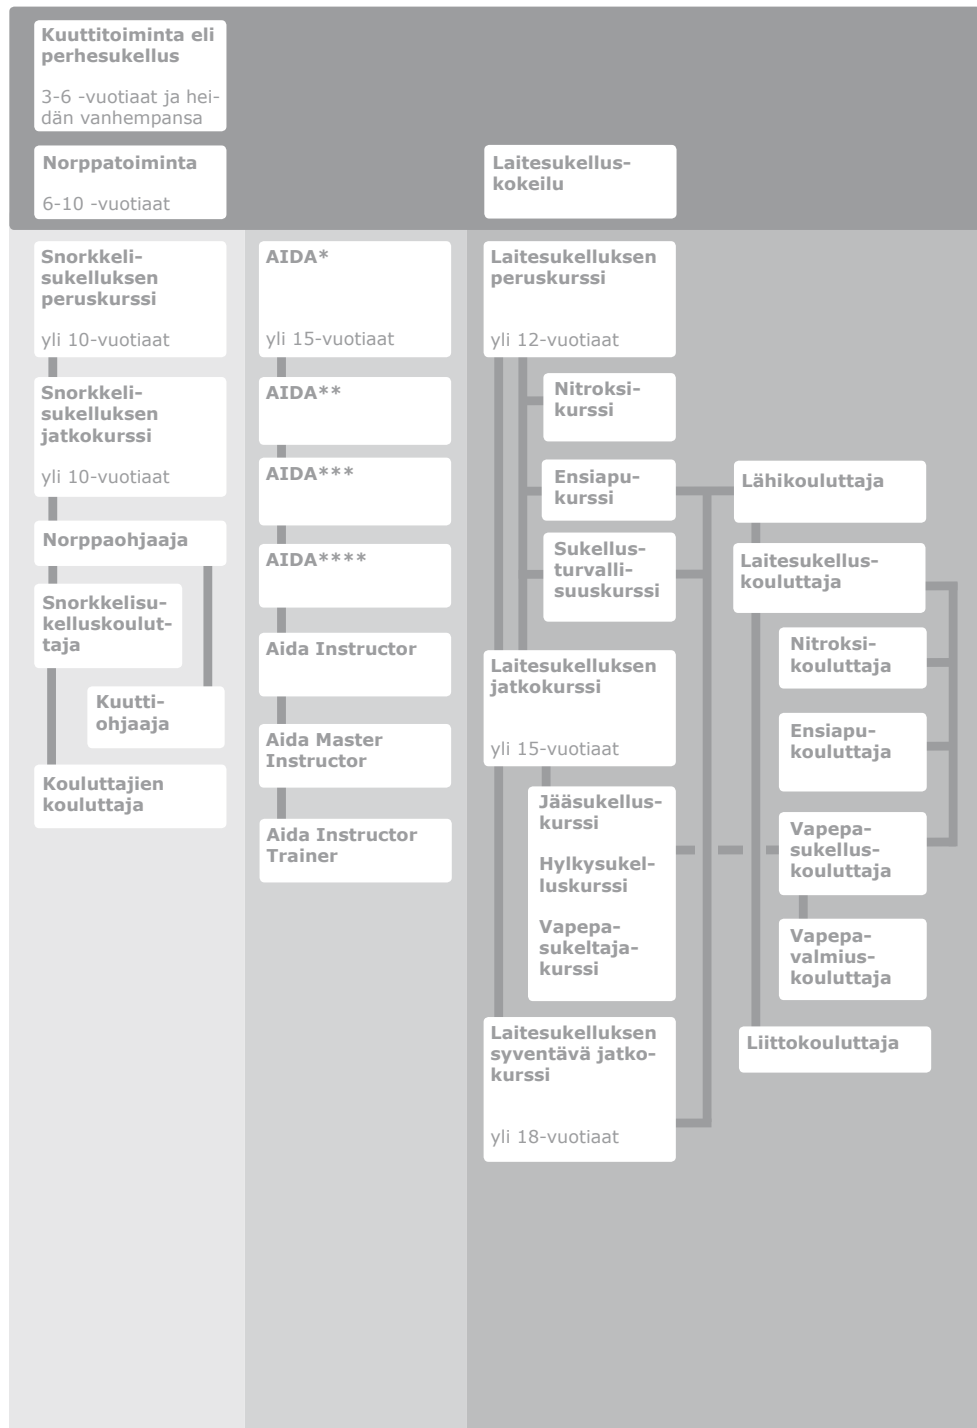 Kuuttitoiminta eli
perhesukellus
3-6 -vuotiaat ja hei-
dän vanhempansa
Norppatoiminta
6-10 -vuotiaat
Laitesukellus-
kokeilu
Snorkkeli-
sukelluksen
peruskurssi
yli 10-vuotiaat
Snorkkeli-
sukelluksen
jatkokurssi
yli 10-vuotiaat
Norppaohjaaja
Snorkkelisu-
kelluskoulut-
taja
Kuutti-
ohjaaja
Kouluttajien
kouluttaja
AIDA*
yli 15-vuotiaat
AIDA**
AIDA***
AIDA****
Aida Instructor
Aida Master
Instructor
Aida Instructor
Trainer
Laitesukelluksen
peruskurssi
yli 12-vuotiaat
Nitroksi-
kurssi
Ensiapu-
kurssi
Sukellus-
turvalli-
suuskurssi
Laitesukelluksen
jatkokurssi
yli 15-vuotiaat
Jääsukellus-
kurssi
Hylkysukel-
luskurssi
Vapepa-
sukeltaja-
kurssi
Laitesukelluksen
syventävä jatko-
kurssi
yli 18-vuotiaat
Lähikouluttaja
Laitesukellus-
kouluttaja
Nitroksi-
kouluttaja
Ensiapu-
kouluttaja
Vapepa-
sukellus-
kouluttaja
Vapepa-
valmius-
kouluttaja
Liittokouluttaja